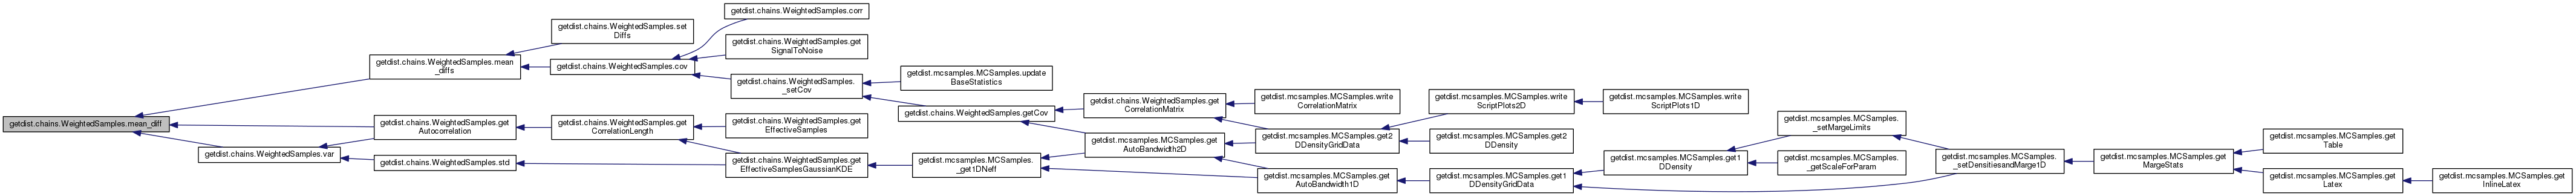 getdist.chains.WeightedSamples.mean_diff
getdist.chains.WeightedSamples.mean
_diffs
getdist.chains.WeightedSamples.get
Autocorrelation
getdist.chains.WeightedSamples.var
getdist.chains.WeightedSamples.set
Diffs
getdist.chains.WeightedSamples.cov
getdist.chains.WeightedSamples.get
CorrelationLength
getdist.chains.WeightedSamples.std
getdist.chains.WeightedSamples.corr
getdist.chains.WeightedSamples.get
SignalToNoise
getdist.chains.WeightedSamples.
_setCov
getdist.chains.WeightedSamples.get
EffectiveSamples
getdist.chains.WeightedSamples.get
EffectiveSamplesGaussianKDE
getdist.mcsamples.MCSamples.update
BaseStatistics
getdist.chains.WeightedSamples.getCov
getdist.mcsamples.MCSamples.
_get1DNeff
getdist.chains.WeightedSamples.get
CorrelationMatrix
getdist.mcsamples.MCSamples.get
AutoBandwidth2D
getdist.mcsamples.MCSamples.write
CorrelationMatrix
getdist.mcsamples.MCSamples.get2
DDensityGridData
getdist.mcsamples.MCSamples.get
AutoBandwidth1D
getdist.mcsamples.MCSamples.write
ScriptPlots2D
getdist.mcsamples.MCSamples.get2
DDensity
getdist.mcsamples.MCSamples.get1
DDensityGridData
getdist.mcsamples.MCSamples.write
ScriptPlots1D
getdist.mcsamples.MCSamples.get1
DDensity
getdist.mcsamples.MCSamples.
_setMargeLimits
getdist.mcsamples.MCSamples.
_getScaleForParam
getdist.mcsamples.MCSamples.
_setDensitiesandMarge1D
getdist.mcsamples.MCSamples.get
MargeStats
getdist.mcsamples.MCSamples.get
Table
getdist.mcsamples.MCSamples.get
Latex
getdist.mcsamples.MCSamples.get
InlineLatex